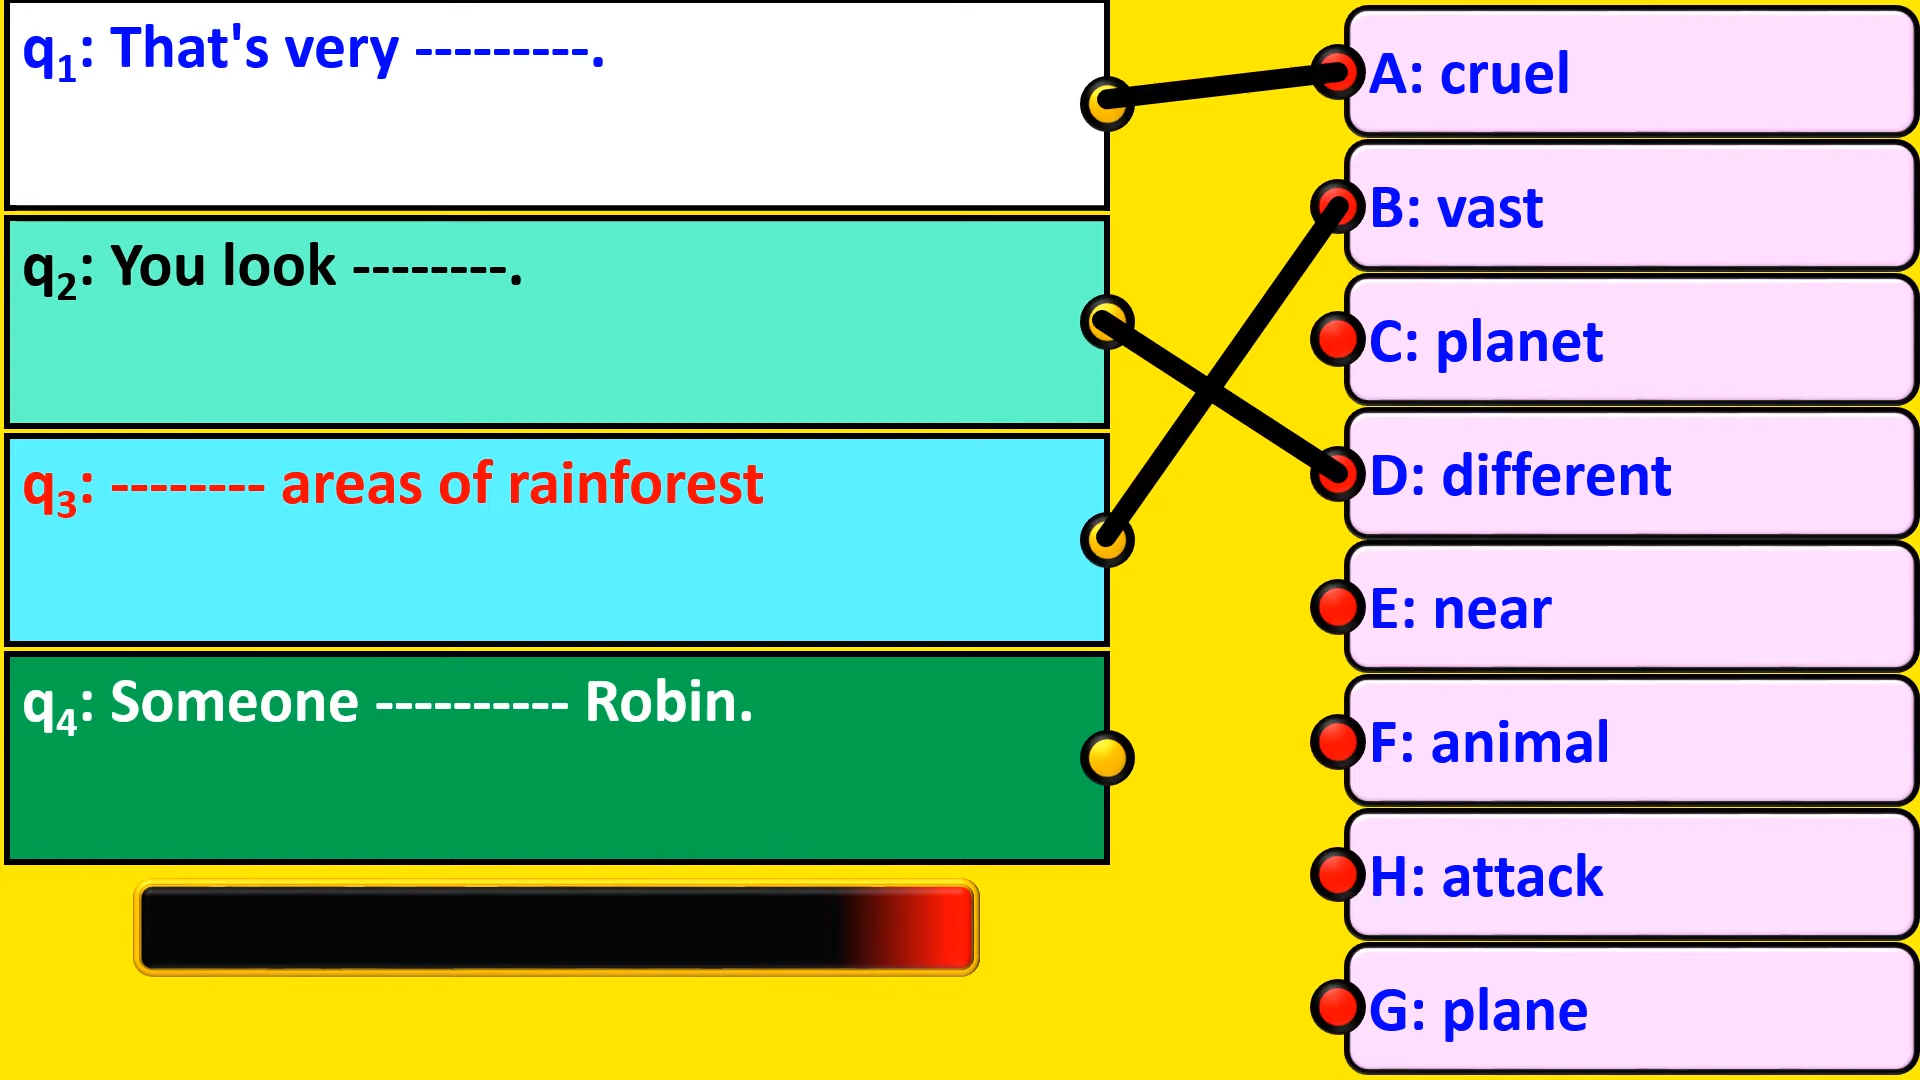 q₁: That's very ---------.
q₂: You look --------.
q₃: -------- areas of rainforest
q₄: Someone ---------- Robin.
A: cruel
B: vast
C: planet
D: different
E: near
F: animal
H: attack
G: plane